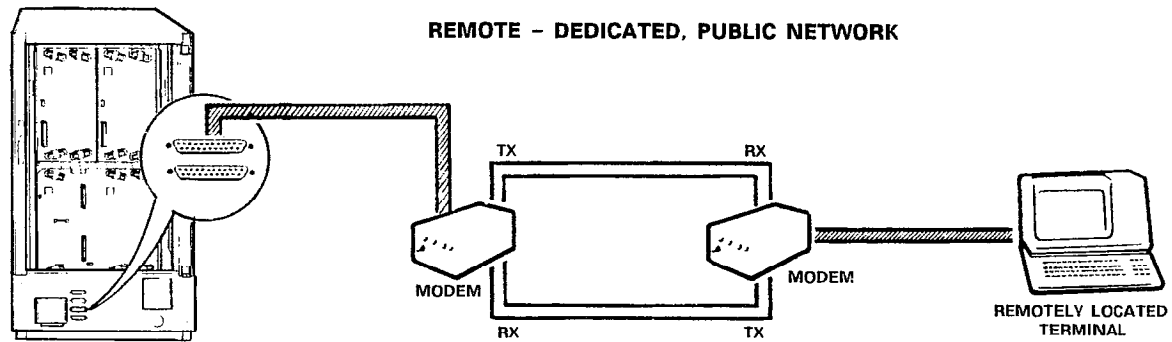 REMOTE – DEDICATED, PUBLIC NETWORK
TX
RX
MODEM
MODEM
RX
TX
REMOTELY LOCATED
TERMINAL